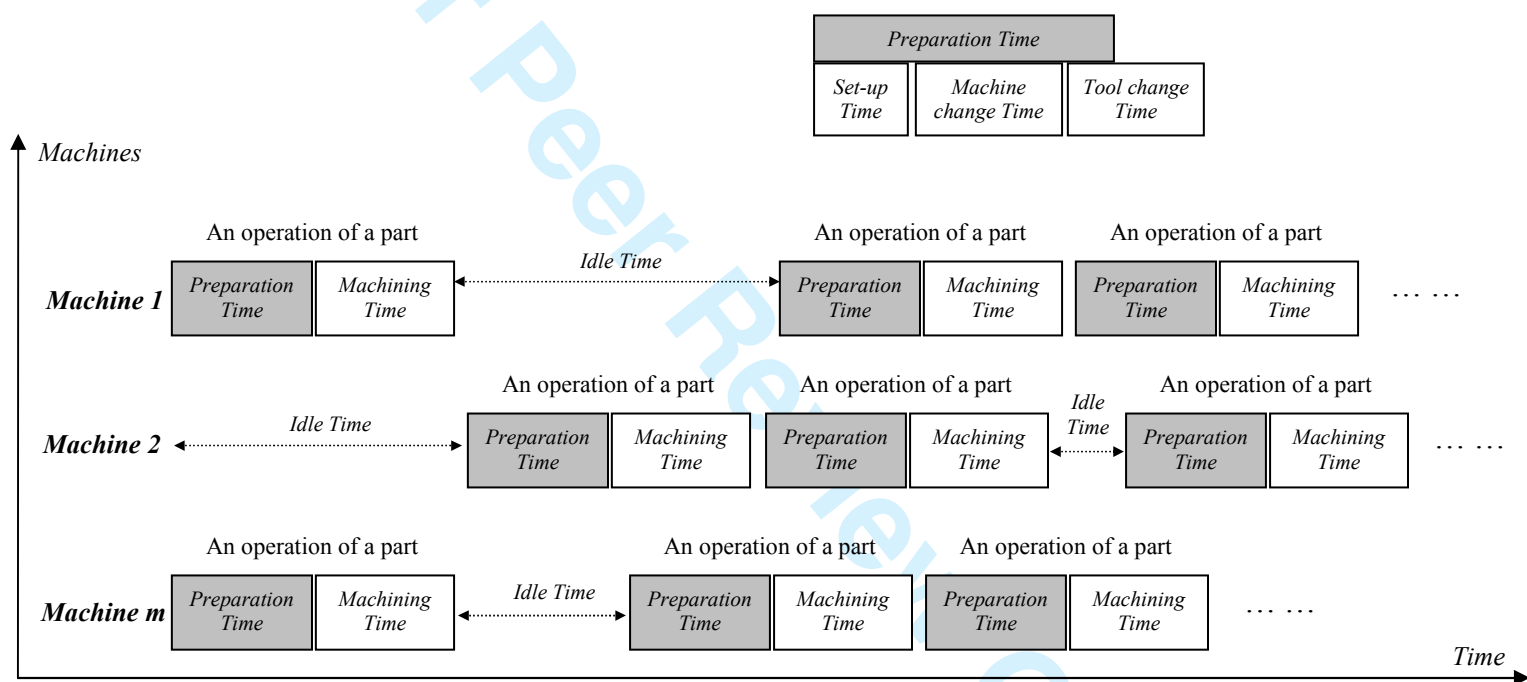 Preparation Time
Set-up Machine Tool change
Time change Time Time
Machines
An operation of a part An operation of a part An operation of a part
Idle Time
Machine 1 Preparation Machining Preparation Machining Preparation Machining … …
Time Time Time Time Time Time
An operation of a part An operation of a part An operation of a part
Idle Time Idle
Time
Machine 2 Preparation Machining Preparation Machining Preparation Machining … …
Time Time Time Time Time Time
An operation of a part An operation of a part An operation of a part
Idle Time
Machine m Preparation Machining Preparation Machining Preparation Machining … …
Time Time Time Time Time Time
Time
r Peer Review